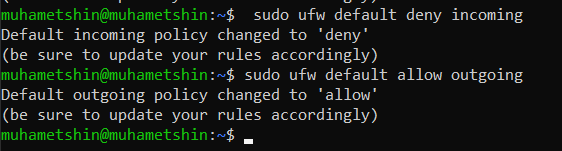 muhametshin@muhametshin:~$  sudo ufw default deny incoming
Default incoming policy changed to 'deny'
(be sure to update your rules accordingly)
muhametshin@muhametshin:~$ sudo ufw default allow outgoing
Default outgoing policy changed to 'allow'
(be sure to update your rules accordingly)
muhametshin@muhametshin:~$